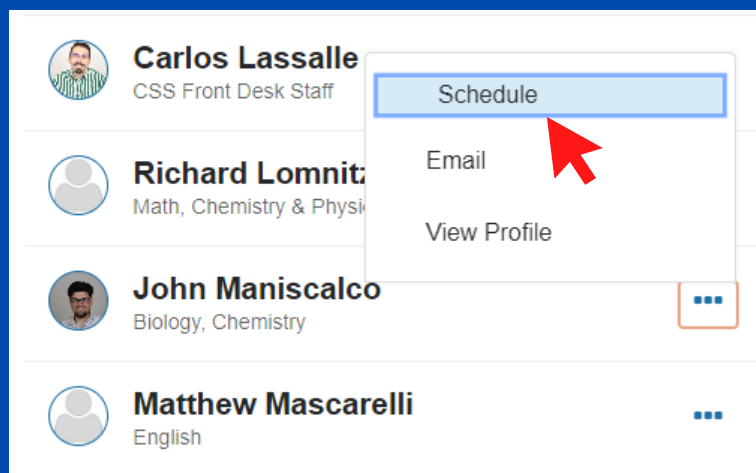 Carlos Lassalle
CSS Front Desk Staff
Schedule
Email
View Profile
Richard Lomnitz
Math, Chemistry & Physi
John Maniscalco
Biology, Chemistry
Matthew Mascarelli
English